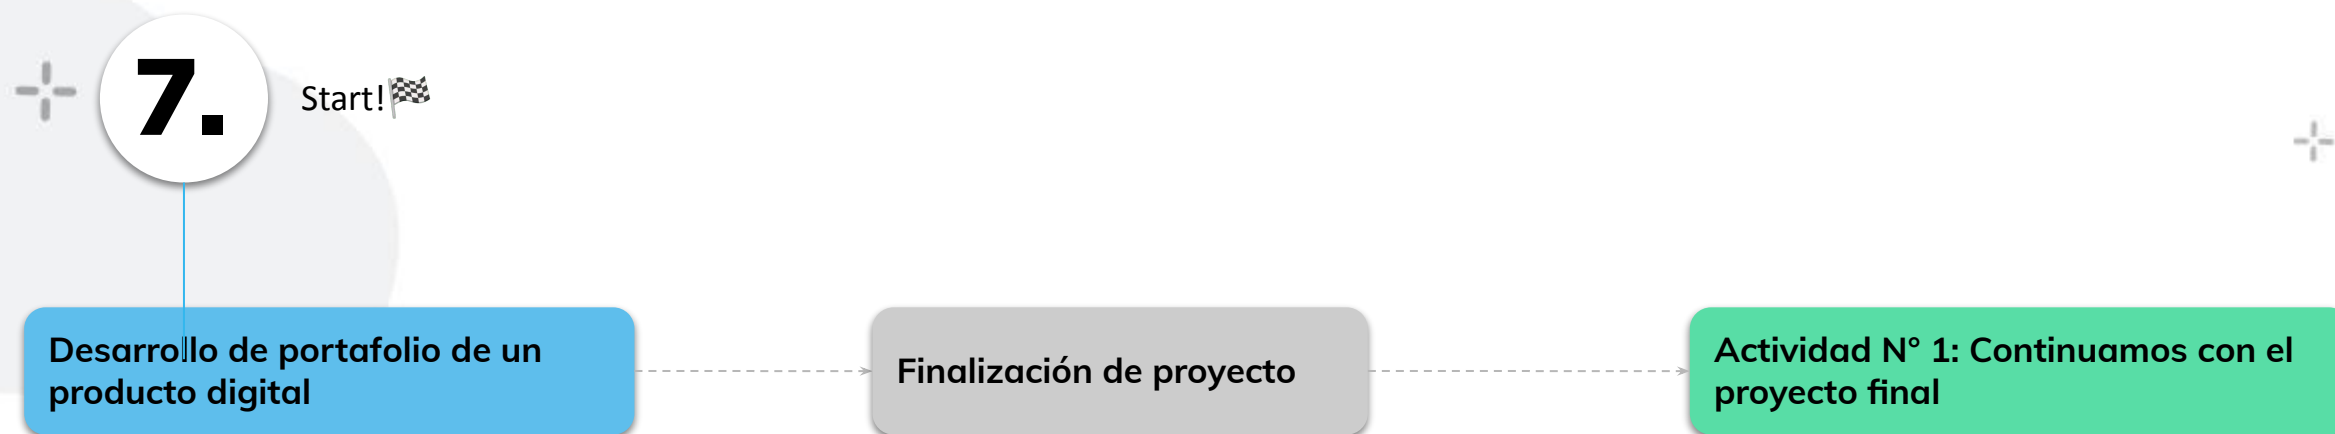 7.
Start!🏁
Desarrollo de portafolio de un
producto digital
Finalización de proyecto
Actividad N° 1: Continuamos con el
proyecto final